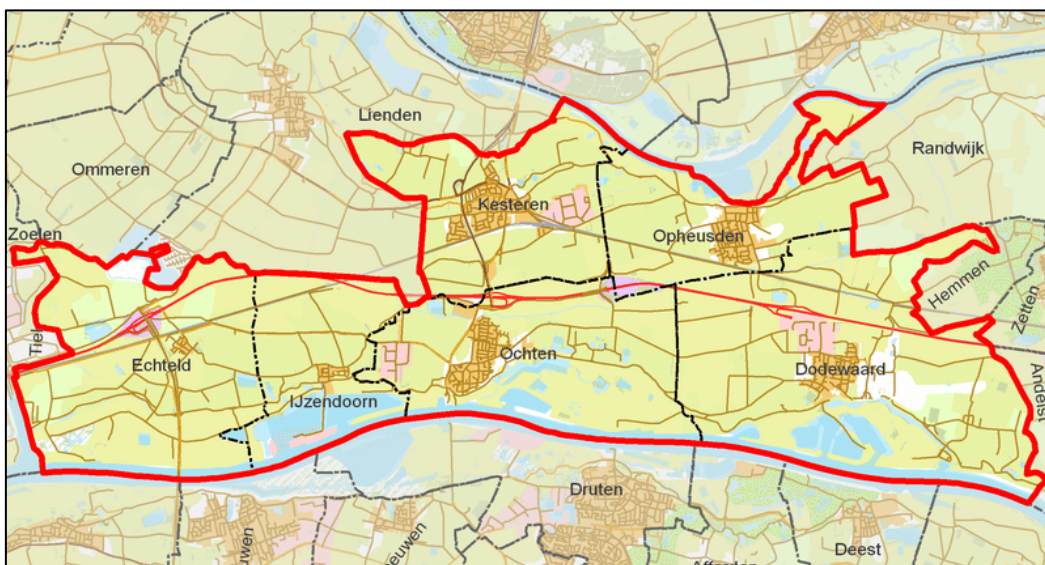 Lienden
Randwijk
Ommeren
Kesteren
Zoelen
Opheusden
Hemmen
Zetten
Tiel
Echteld
Ochten
Dodewaard
Andelst
IJzendoorn
Druten
Deest